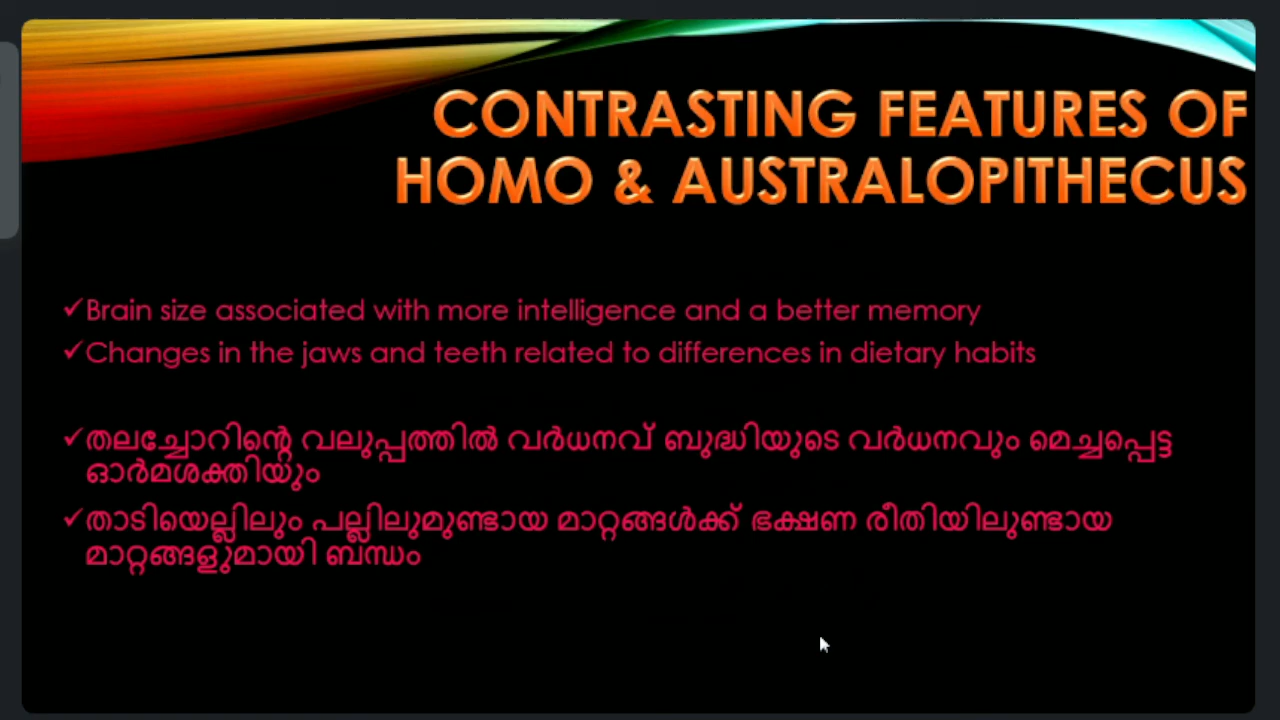 CONTRASTING FEATURES OF
HOMO & AUSTRALOPITHECUS
✓Brain size associated with more intelligence and a better memory
✓Changes in the jaws and teeth related to differences in dietary habits
✓തലച്ചോറിന്റെ വലുപ്പത്തിൽ വർധനവ് ബുദ്ധിയുടെ വർധനവും മെച്ചപ്പെട്ട
ഓർമശക്തിയും
✓താടിയെല്ലിലും പല്ലിലുമുണ്ടായ മാറ്റങ്ങൾക്ക് ഭക്ഷണ രീതിയിലുണ്ടായ
മാറ്റങ്ങളുമായി ബന്ധം